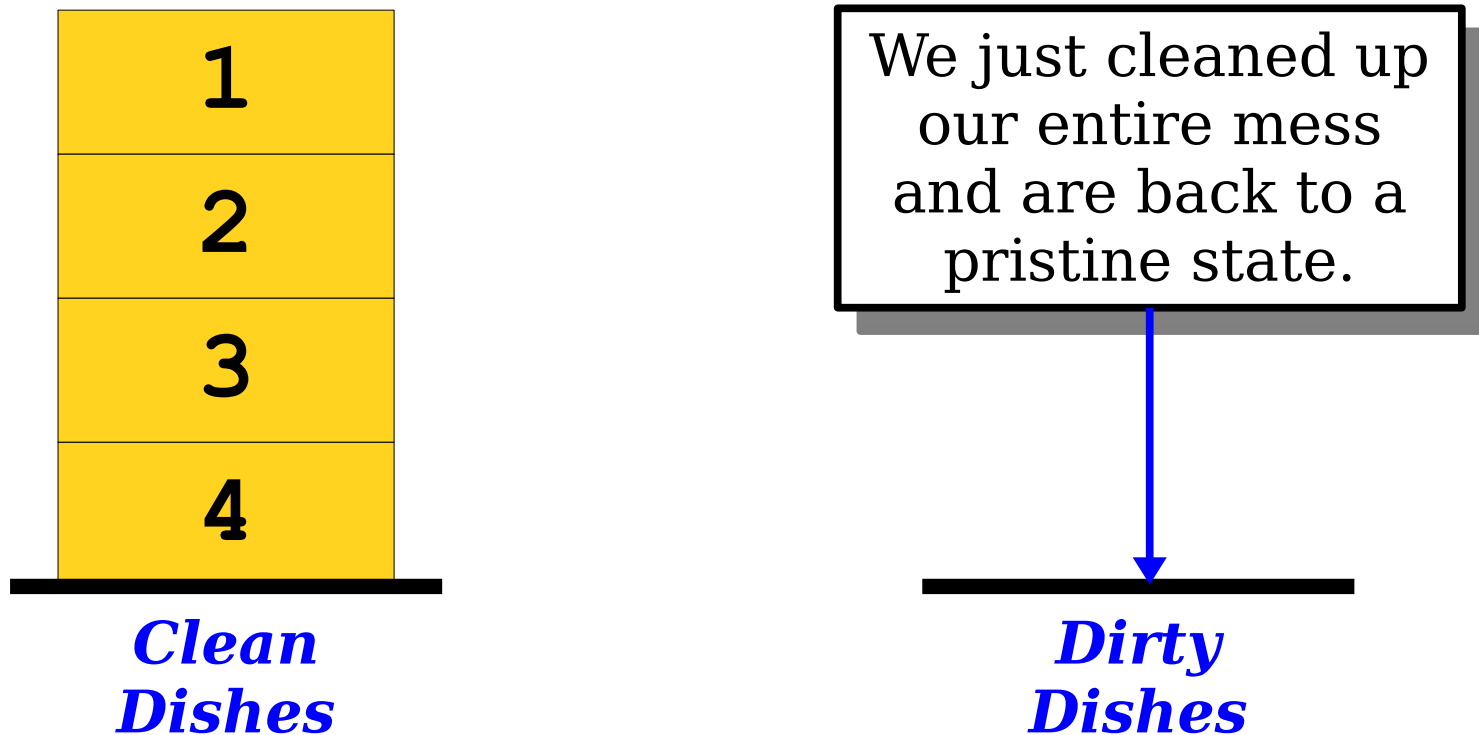 1
2
3
4
Clean
Dishes
We just cleaned up
our entire mess
and are back to a
pristine state.
Dirty
Dishes